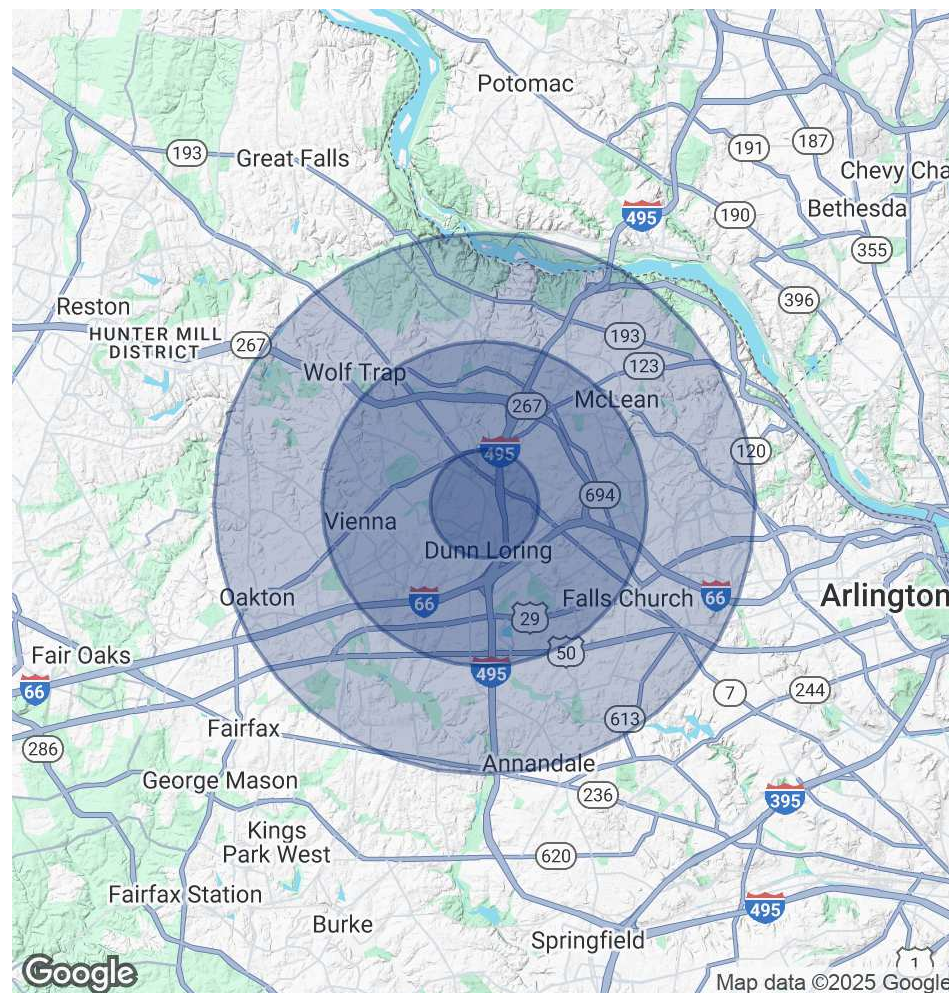 Potomac
193
Great Falls
191
187
Chevy Cha
Bethesda
190
495
355
396
Reston
HUNTER MILL
DISTRICT
267
193
123
Wolf Trap
McLean
267
495
120
694
Vienna
Dunn Loring
Oakton
66
29
Falls Church
66
Arlington
50
Fair Oaks
495
66
7
244
613
Fairfax
286
Annandale
George Mason
236
395
Kings
Park West
620
Fairfax Station
495
Burke
Springfield
1
Google
Map data ©2025 Google